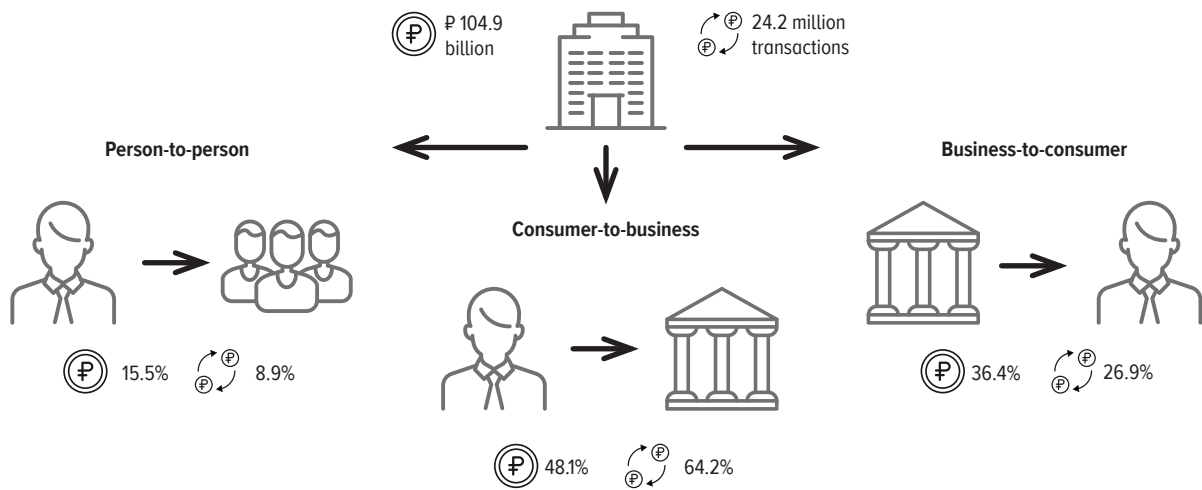 ₽ 104.9
billion
24.2 million
transactions
Person-to-person
Business-to-consumer
Consumer-to-business
15.5%
8.9%
36.4%
26.9%
48.1%
64.2%